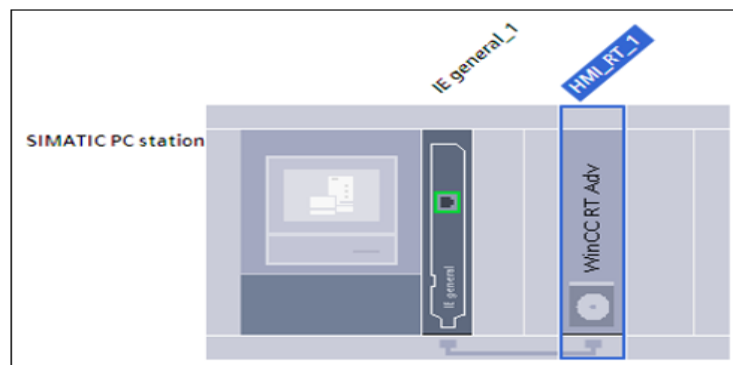 IE general_1
HMI_RT_1
SIMATIC PC station
WinCC RT Adv
IE general